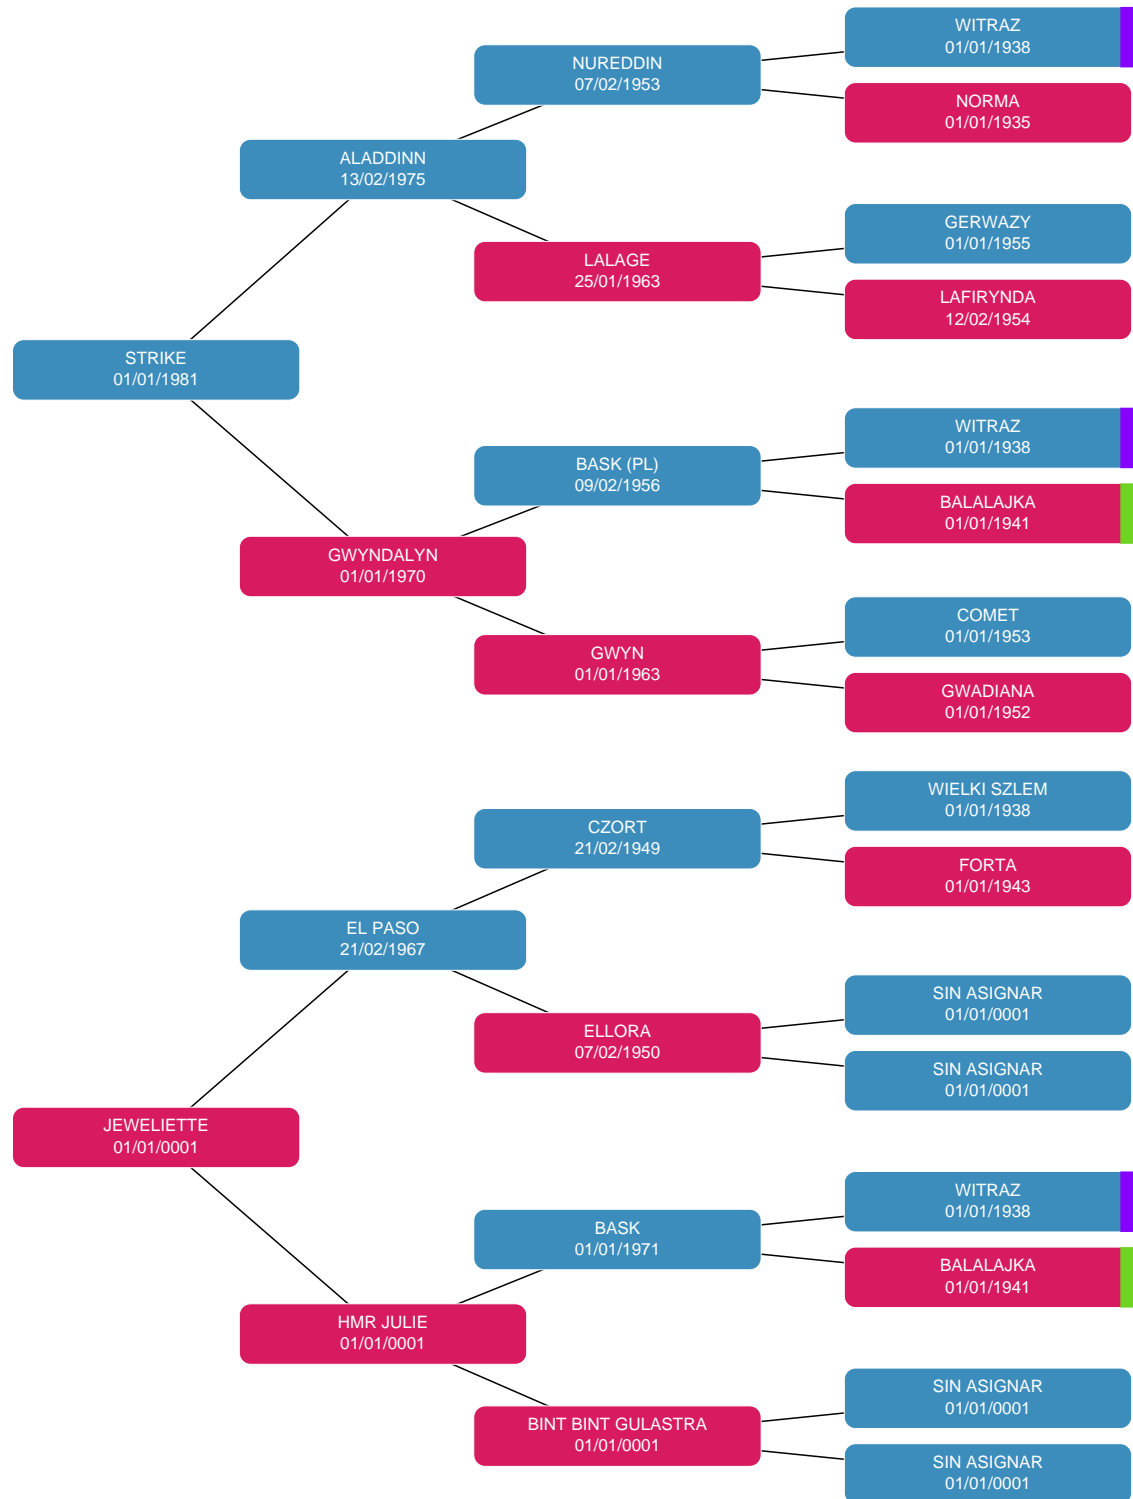 WITRAZ
01/01/1938
NUREDDIN
07/02/1953
NORMA
01/01/1935
ALADDINN
13/02/1975
GERWAZY
01/01/1955
LALAGE
25/01/1963
LAFIRYNDA
12/02/1954
STRIKE
01/01/1981
WITRAZ
01/01/1938
BASK (PL)
09/02/1956
BALALAJKA
01/01/1941
GWYNDALYN
01/01/1970
COMET
01/01/1953
GWYN
01/01/1963
GWADIANA
01/01/1952
WIELKI SZLEM
01/01/1938
CZORT
21/02/1949
FORTA
01/01/1943
EL PASO
21/02/1967
SIN ASIGNAR
01/01/0001
ELLORA
07/02/1950
SIN ASIGNAR
01/01/0001
JEWELIETTE
01/01/0001
WITRAZ
01/01/1938
BASK
01/01/1971
BALALAJKA
01/01/1941
HMR JULIE
01/01/0001
SIN ASIGNAR
01/01/0001
BINT BINT GULASTRA
01/01/0001
SIN ASIGNAR
01/01/0001